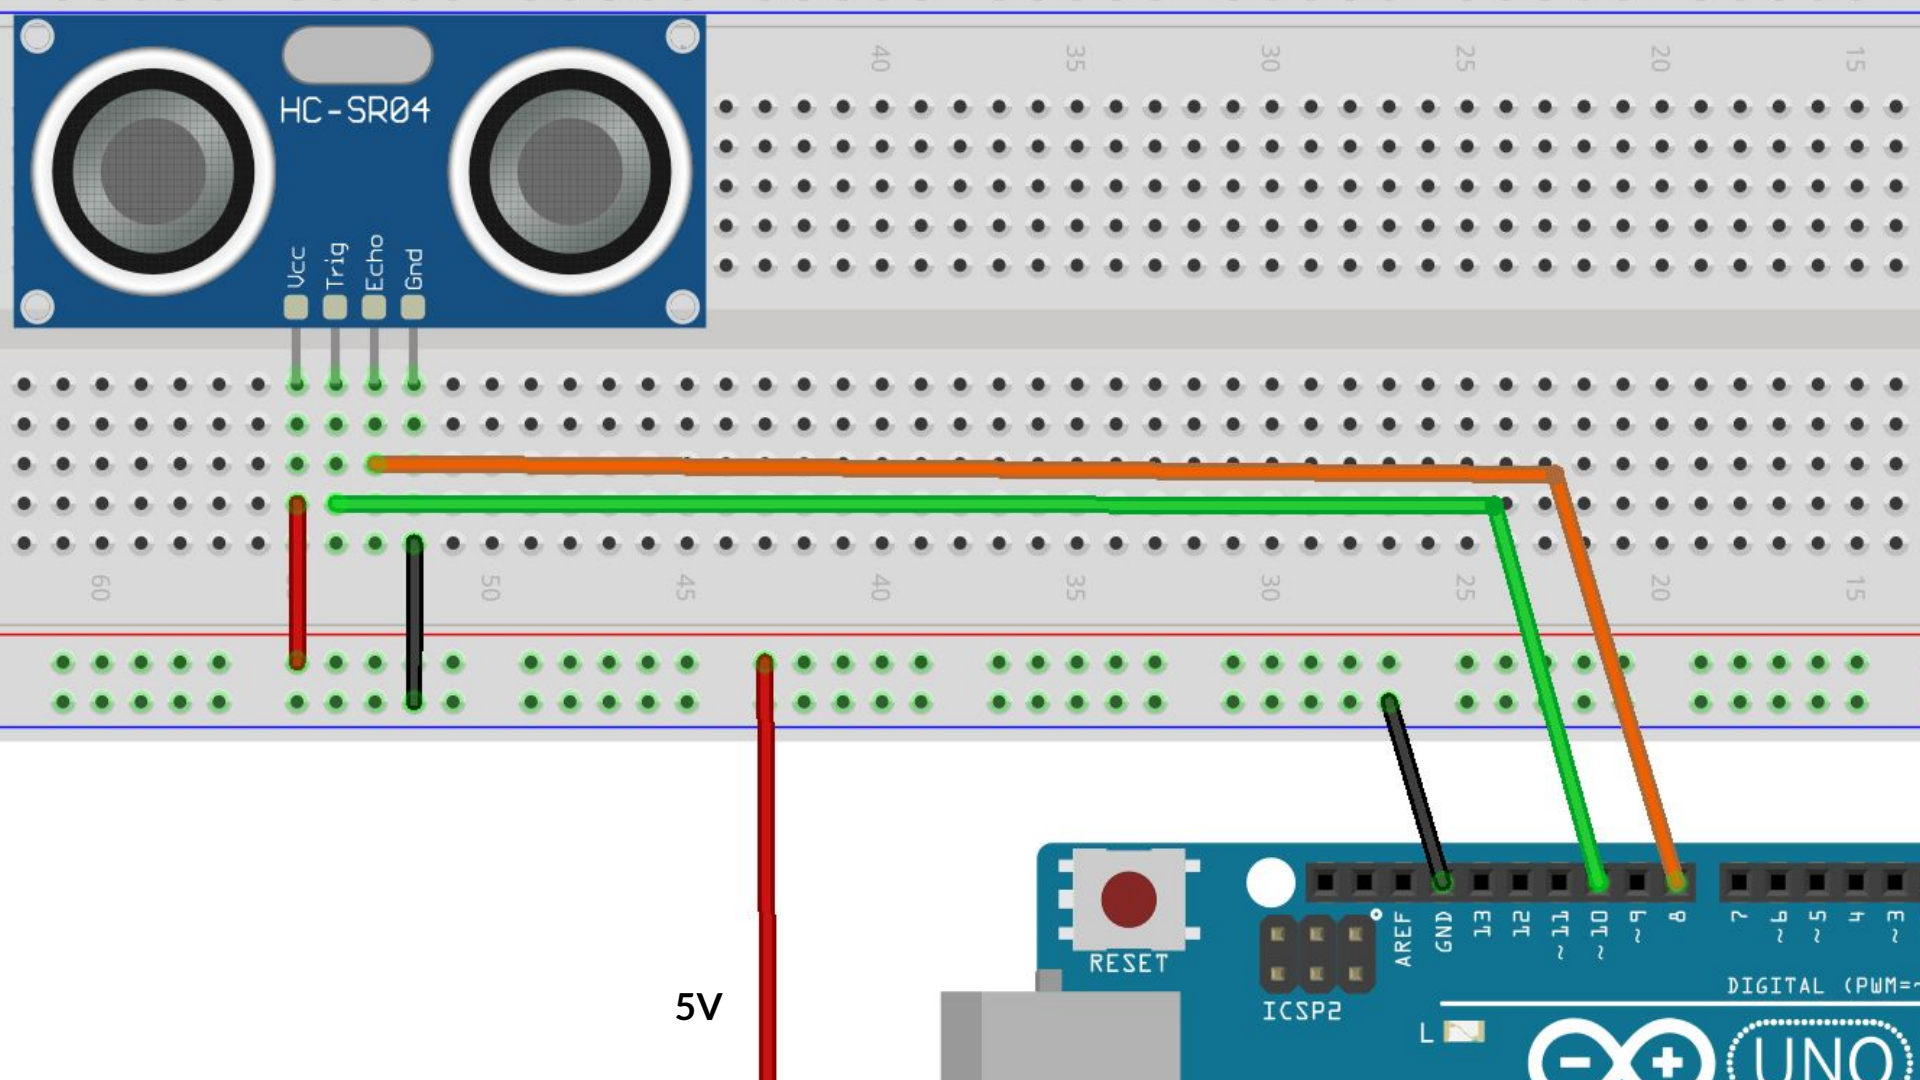 40 35 30 25 20 15
HC-SR04
Vcc
Trig
Echo
Gnd
60 50 45 40 35 30 25 20 15
AREF
GND
13
12
~11
~10
~9
8
7
~6
~5
4
~3
RESET
DIGITAL (PWM=~
5V
ICSP2
L
UNO